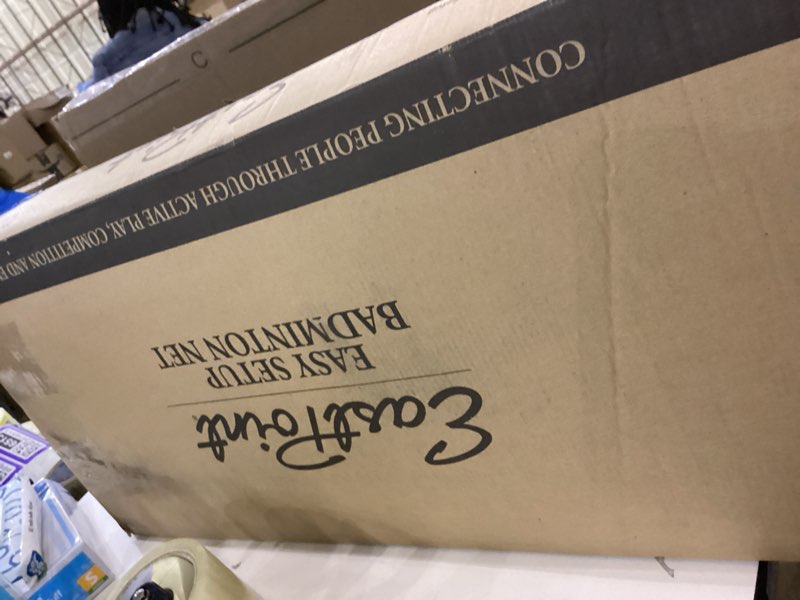 EastPoint
EASY SETUP
BADMINTON NET
CONNECTING PEOPLE THROUGH ACTIVE PLAY, COMPETITION AND
C
S